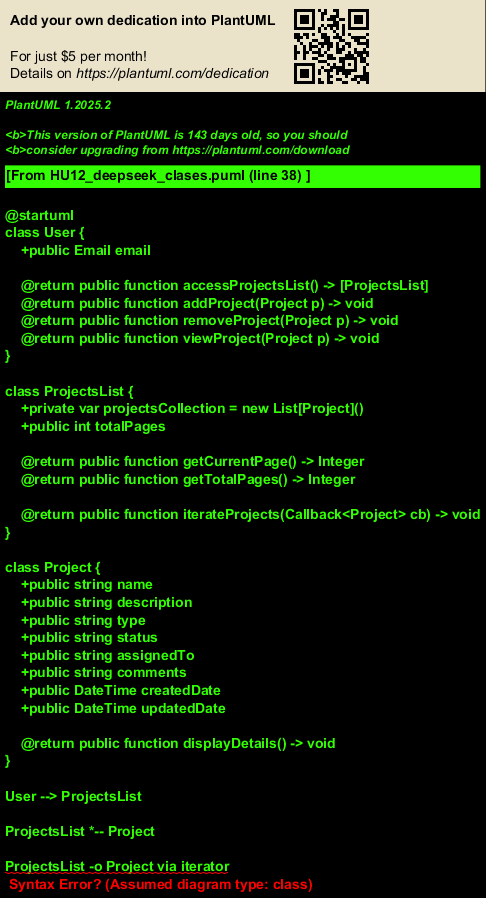 Add your own dedication into PlantUML
For just $5 per month!
Details on https://plantuml.com/dedication
PlantUML 1.2025.2
<b>This version of PlantUML is 143 days old, so you should
<b>consider upgrading from https://plantuml.com/download
[From HU12_deepseek_clases.puml (line 38) ]
@startuml
class User {
+public Email email
@return public function accessProjectsList() -> [ProjectsList]
@return public function addProject(Project p) -> void
@return public function removeProject(Project p) -> void
@return public function viewProject(Project p) -> void
}
class ProjectsList {
+private var projectsCollection = new List[Project]()
+public int totalPages
@return public function getCurrentPage() -> Integer
@return public function getTotalPages() -> Integer
@return public function iterateProjects(Callback<Project> cb) -> void
}
class Project {
+public string name
+public string description
+public string type
+public string status
+public string assignedTo
+public string comments
+public DateTime createdDate
+public DateTime updatedDate
@return public function displayDetails() -> void
}
User --> ProjectsList
ProjectsList *-- Project
ProjectsList -o Project via iterator
Syntax Error? (Assumed diagram type: class)